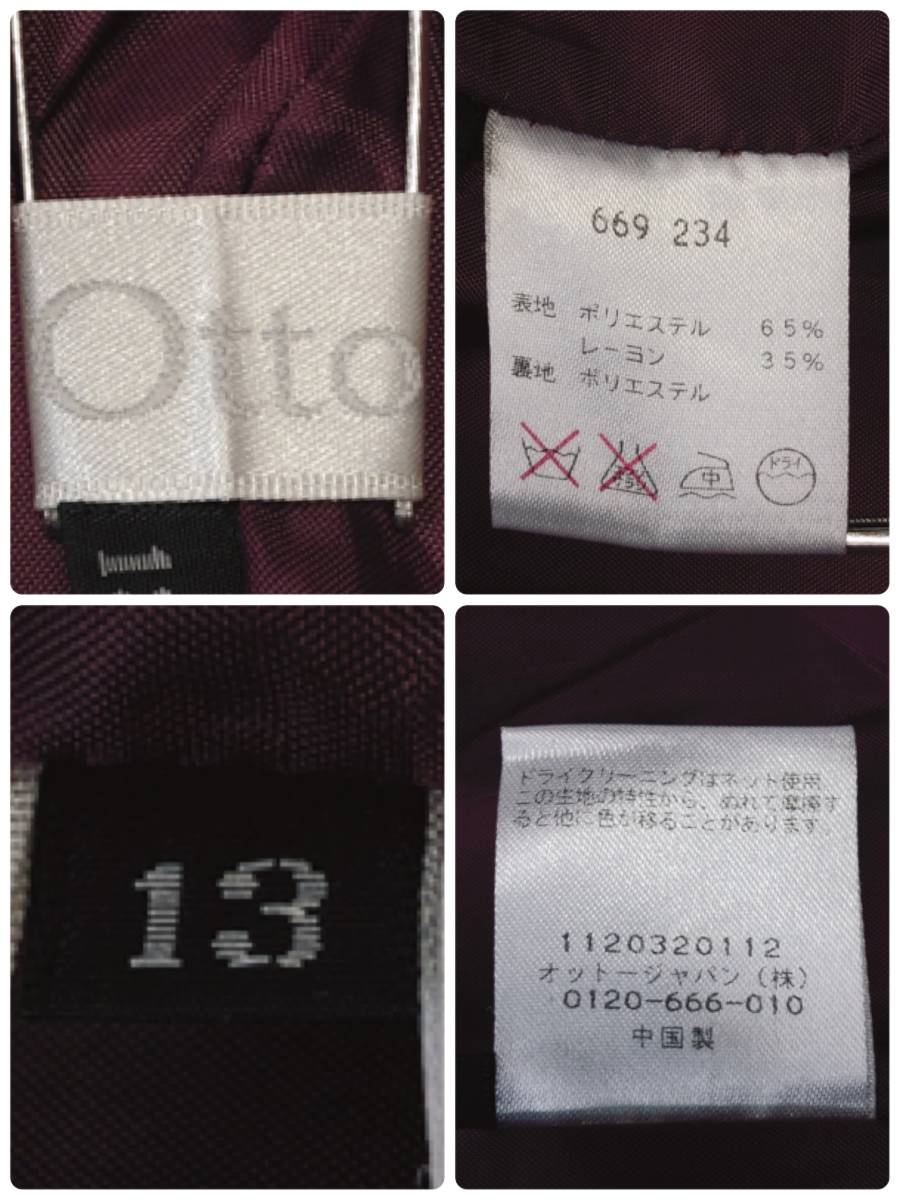 Otto
669 234
表地 ポリエステル 65%
レーヨン 35%
裏地 ポリエステル
中
ドライ
13
ドライクリーニングはネット使用
この生地の特性から、ぬれて摩擦す
ると他に色が移ることがあります。
1120320112
オットージャパン(株)
0120-666-010
中国製